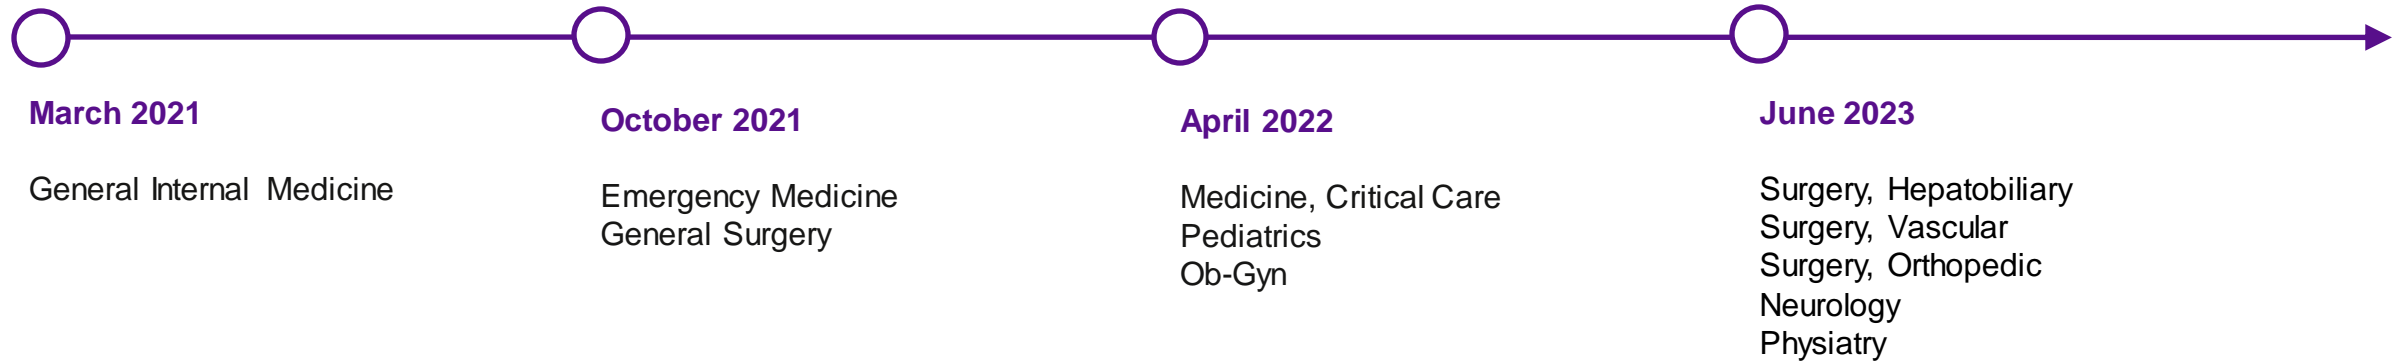 March 2021
General Internal Medicine
October 2021
Emergency Medicine
General Surgery
April 2022
Medicine, Critical Care
Pediatrics
Ob-Gyn
June 2023
Surgery, Hepatobiliary
Surgery, Vascular
Surgery, Orthopedic
Neurology
Physiatry